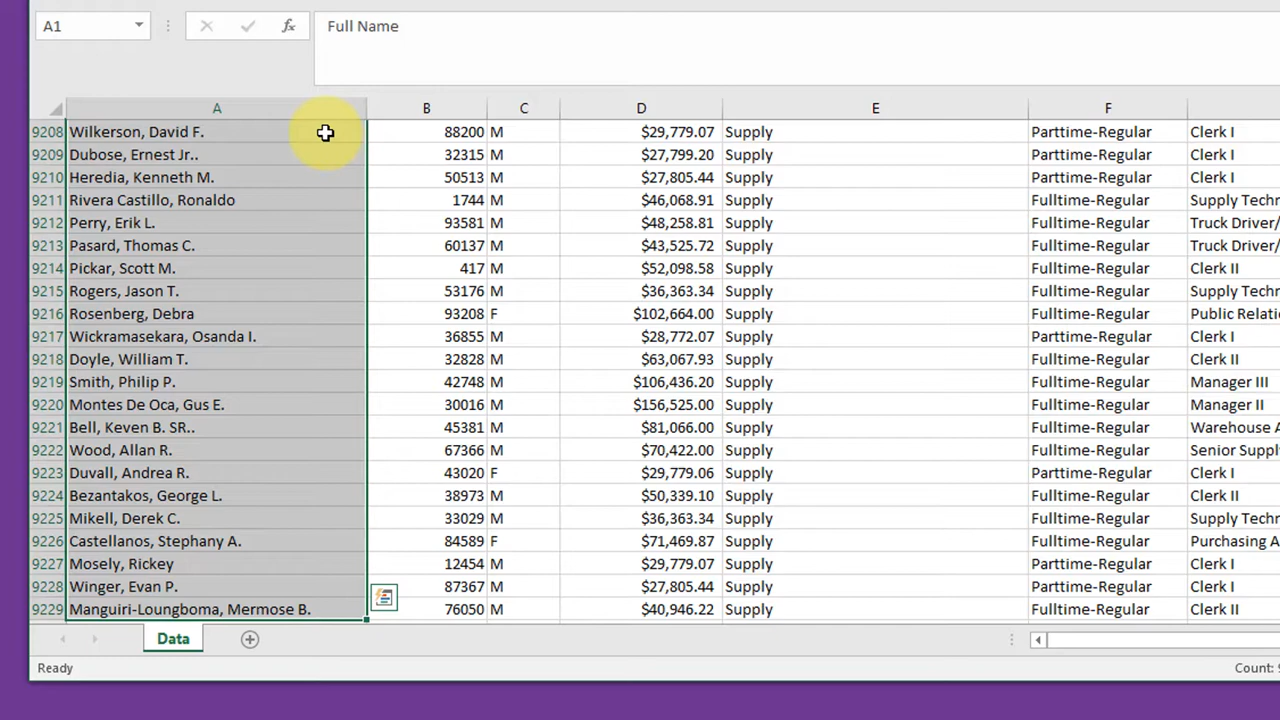 A1 fx Full Name
A B C D E F
9208 Wilkerson, David F. 88200 M $29,779.07 Supply Parttime-Regular Clerk I
9209 Dubose, Ernest Jr.. 32315 M $27,799.20 Supply Parttime-Regular Clerk I
9210 Heredia, Kenneth M. 50513 M $27,805.44 Supply Parttime-Regular Clerk I
9211 Rivera Castillo, Ronaldo 1744 M $46,068.91 Supply Fulltime-Regular Supply Techn
9212 Perry, Erik L. 93581 M $48,258.81 Supply Fulltime-Regular Truck Driver/
9213 Pasard, Thomas C. 60137 M $43,525.72 Supply Fulltime-Regular Truck Driver/
9214 Pickar, Scott M. 417 M $52,098.58 Supply Fulltime-Regular Clerk II
9215 Rogers, Jason T. 53176 M $36,363.34 Supply Fulltime-Regular Supply Techn
9216 Rosenberg, Debra 93208 F $102,664.00 Supply Fulltime-Regular Public Relati
9217 Wickramasekara, Osanda I. 36855 M $28,772.07 Supply Parttime-Regular Clerk I
9218 Doyle, William T. 32828 M $63,067.93 Supply Fulltime-Regular Clerk II
9219 Smith, Philip P. 42748 M $106,436.20 Supply Fulltime-Regular Manager III
9220 Montes De Oca, Gus E. 30016 M $156,525.00 Supply Fulltime-Regular Manager II
9221 Bell, Keven B. SR.. 45381 M $81,066.00 Supply Fulltime-Regular Warehouse A
9222 Wood, Allan R. 67366 M $70,422.00 Supply Fulltime-Regular Senior Suppl
9223 Duvall, Andrea R. 43020 F $29,779.06 Supply Parttime-Regular Clerk I
9224 Bezantakos, George L. 38973 M $50,339.10 Supply Fulltime-Regular Clerk II
9225 Mikell, Derek C. 33029 M $36,363.34 Supply Fulltime-Regular Supply Techn
9226 Castellanos, Stephany A. 84589 F $71,469.87 Supply Fulltime-Regular Purchasing A
9227 Mosely, Rickey 12454 M $29,779.07 Supply Parttime-Regular Clerk I
9228 Winger, Evan P. 87367 M $27,805.44 Supply Parttime-Regular Clerk I
9229 Manguiri-Loungboma, Mermose B. 76050 M $40,946.22 Supply Fulltime-Regular Clerk II
Data
Ready Count: 9